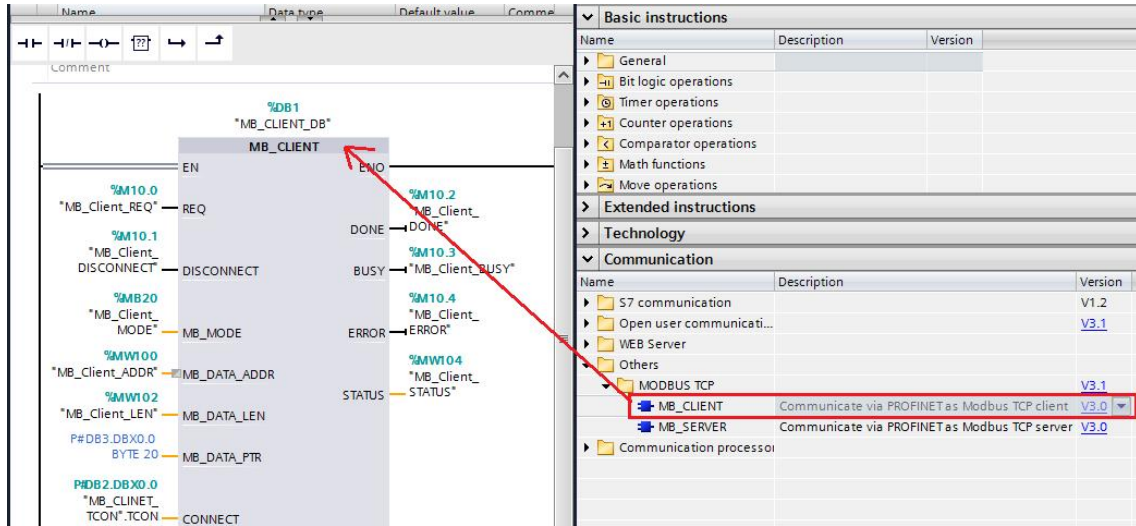 Name Data type Default value Comme
Comment
%DB1
"MB_CLIENT_DB"
MB_CLIENT
EN ENO
%M10.0
"MB_Client_REQ" REQ
%M10.1
"MB_Client_
DISCONNECT" DISCONNECT
%MB20
"MB_Client_
MODE" MB_MODE
%MW100
"MB_Client_ADDR" MB_DATA_ADDR
%MW102
"MB_Client_LEN" MB_DATA_LEN
P#DB3.DBX0.0
BYTE 20 MB_DATA_PTR
P#DB2.DBX0.0
"MB_CLINET_
TCON".TCON CONNECT
%M10.2
"MB_Client_
DONE DONE"
%M10.3
BUSY "MB_Client_BUSY"
%M10.4
"MB_Client_
ERROR ERROR"
%MW104
"MB_Client_
STATUS STATUS"
Basic instructions
Name Description Version
General
Bit logic operations
Timer operations
Counter operations
Comparator operations
Math functions
Move operations
Extended instructions
Technology
Communication
Name Description Version
S7 communication V1.2
Open user communicati... V3.1
WEB Server
Others
MODBUS TCP V3.1
MB_CLIENT Communicate via PROFINET as Modbus TCP client V3.0
MB_SERVER Communicate via PROFINET as Modbus TCP server V3.0
Communication processor